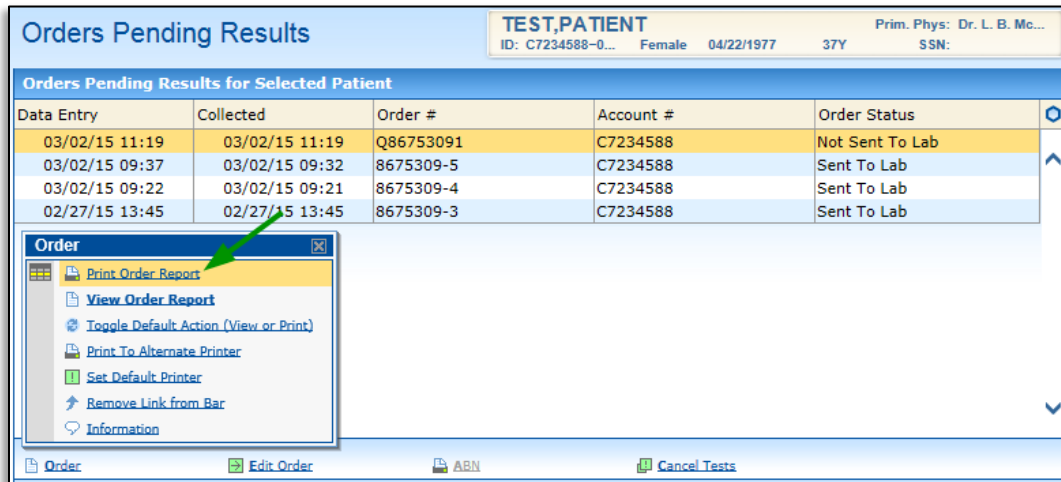 Orders Pending Results
TEST,PATIENT Prim. Phys: Dr. L. B. Mc...
ID: C7234588-0... Female 04/22/1977 37Y SSN:
Orders Pending Results for Selected Patient
Data Entry Collected Order # Account # Order Status
03/02/15 11:19 03/02/15 11:19 Q86753091 C7234588 Not Sent To Lab
03/02/15 09:37 03/02/15 09:32 8675309-5 C7234588 Sent To Lab
03/02/15 09:22 03/02/15 09:21 8675309-4 C7234588 Sent To Lab
02/27/15 13:45 02/27/15 13:45 8675309-3 C7234588 Sent To Lab
Order
Print Order Report
View Order Report
Toggle Default Action (View or Print)
Print To Alternate Printer
Set Default Printer
Remove Link from Bar
Information
Order Edit Order ABN Cancel Tests